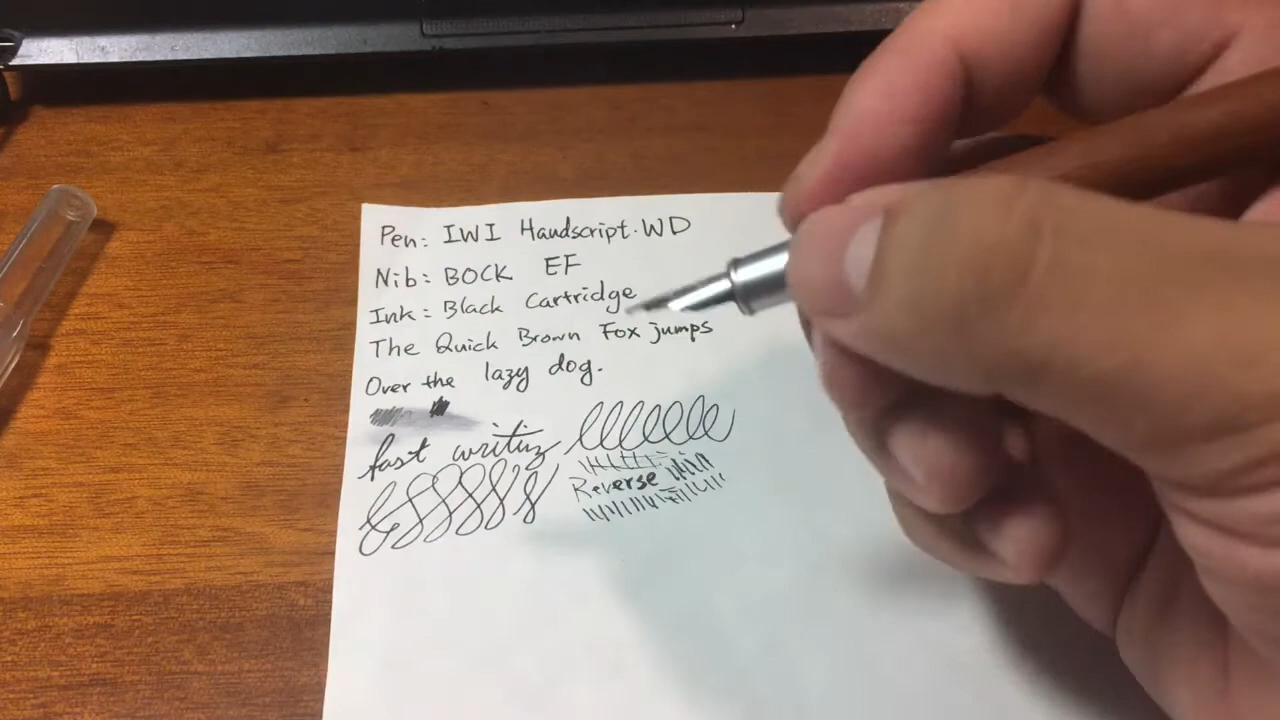 Pen: IWI Handscript.WD
Nib: BOCK EF
Ink: Black Cartridge
The Quick Brown Fox jumps
Over the lazy dog.
fast writing
Reverse